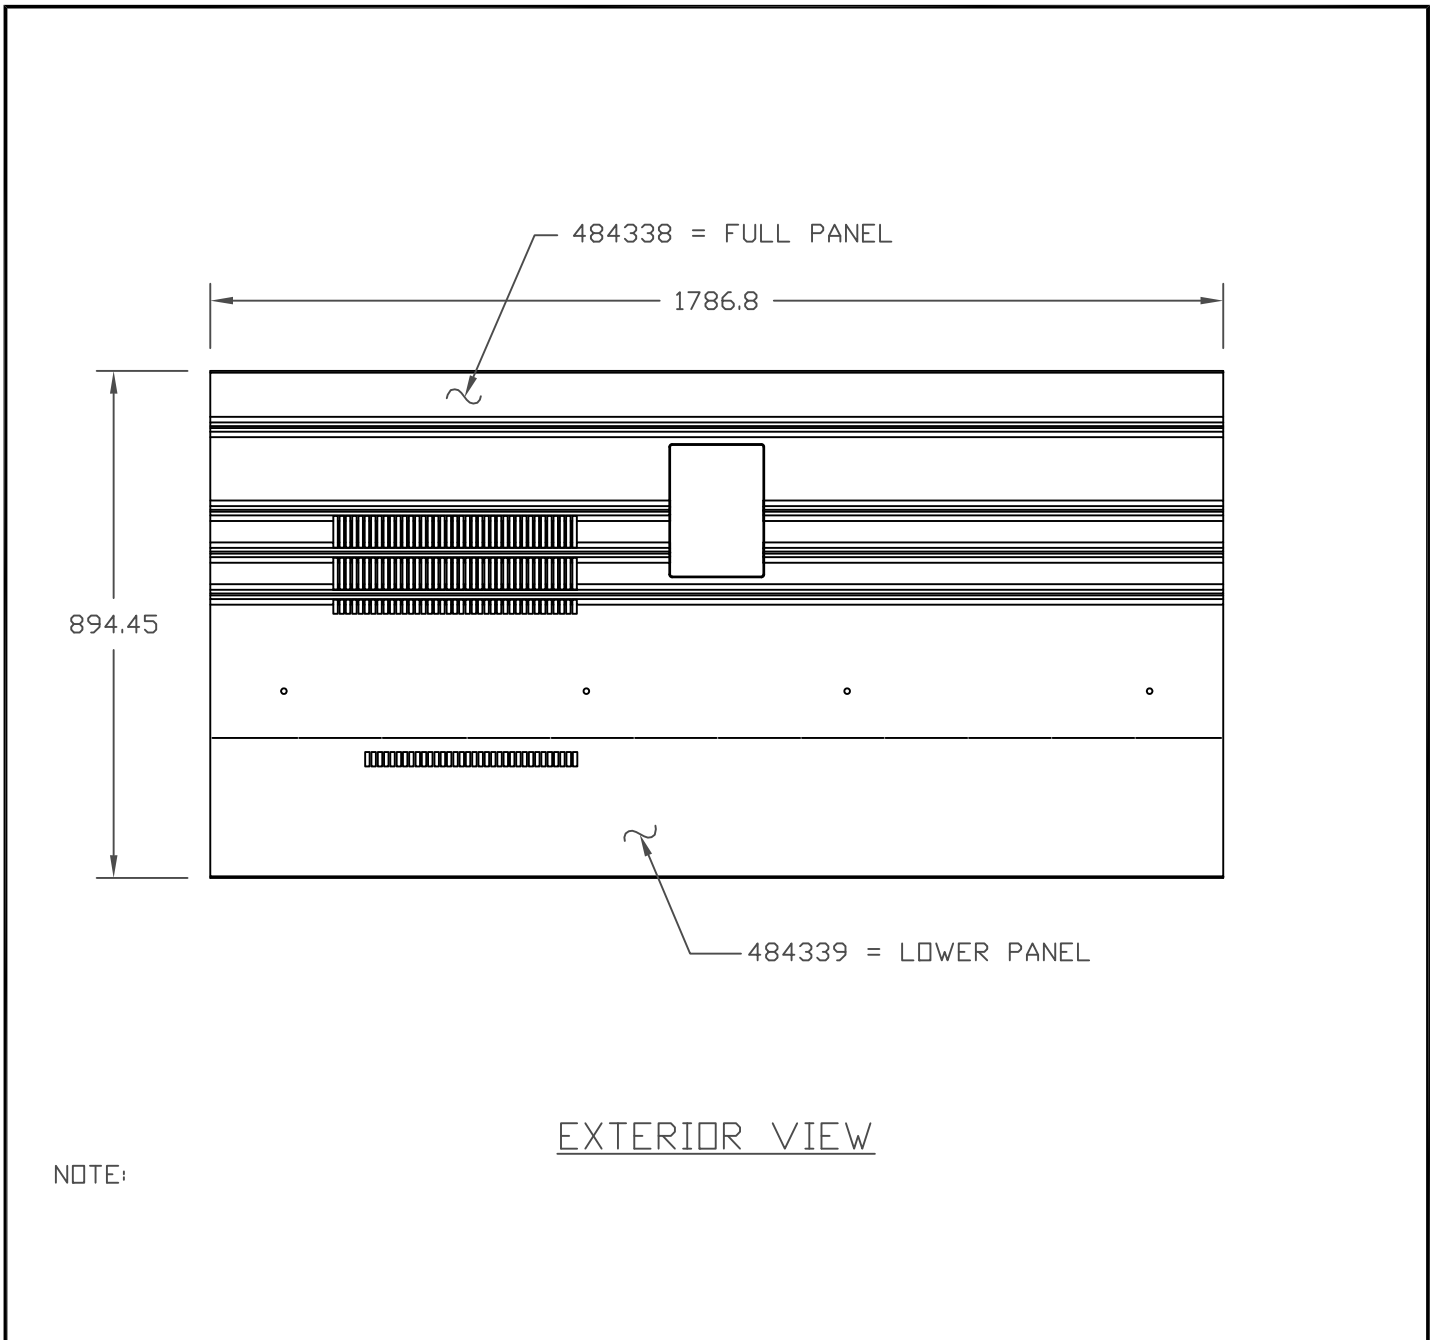 484338 = FULL PANEL
1786.8
894.45
484339 = LOWER PANEL
EXTERIOR VIEW
NOTE: